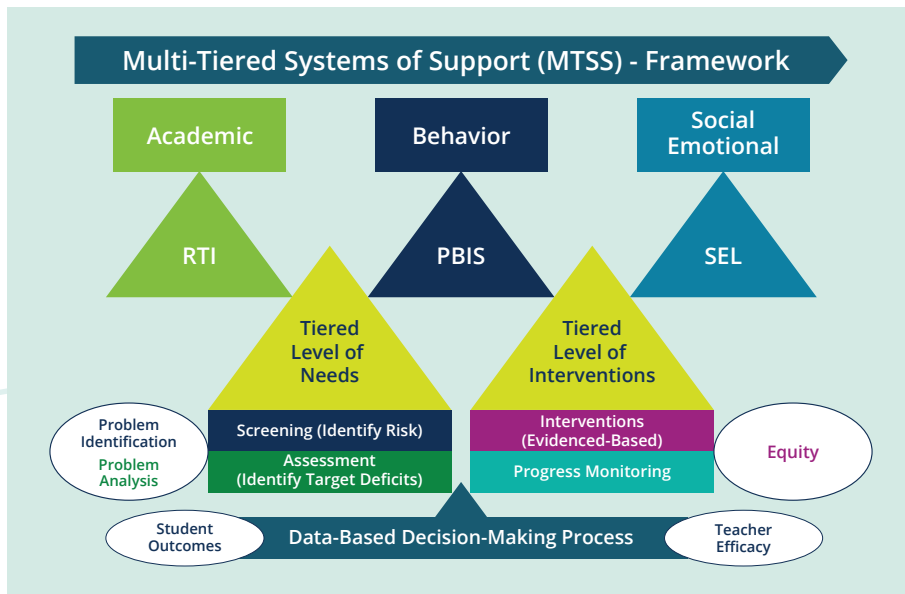 Multi-Tiered Systems of Support (MTSS) - Framework
Academic
Behavior
Social
Emotional
RTI
PBIS
SEL
Tiered
Level of
Needs
Tiered
Level of
Interventions
Problem
Identification
Problem
Analysis
Screening (Identify Risk)
Assessment
(Identify Target Deficits)
Interventions
(Evidenced-Based)
Progress Monitoring
Equity
Student
Outcomes
Data-Based Decision-Making Process
Teacher
Efficacy